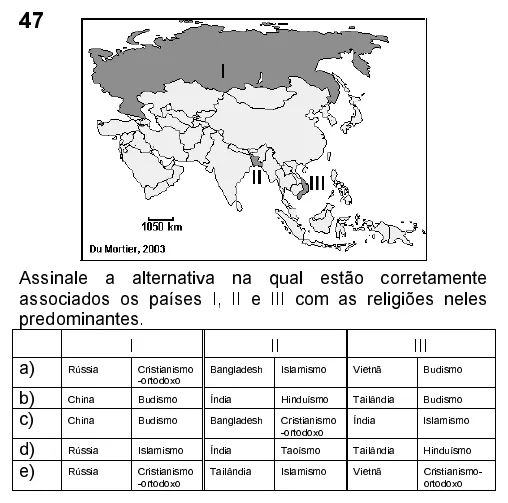 47
I
II
III
1050 km
Du Mortier, 2003
Assinale a alternativa na qual estão corretamente
associados os países I, II e III com as religiões neles
predominantes.
I II III
a) Rússia Cristianismo -ortodoxo Bangladesh Islamismo Vietnã Budismo
b) China Budismo Índia Hinduísmo Tailândia Budismo
c) China Budismo Bangladesh Cristianismo -ortodoxo Índia Islamismo
d) Rússia Islamismo Índia Taoísmo Tailândia Hinduísmo
e) Rússia Cristianismo -ortodoxo Tailândia Islamismo Vietnã Cristianismo- ortodoxo